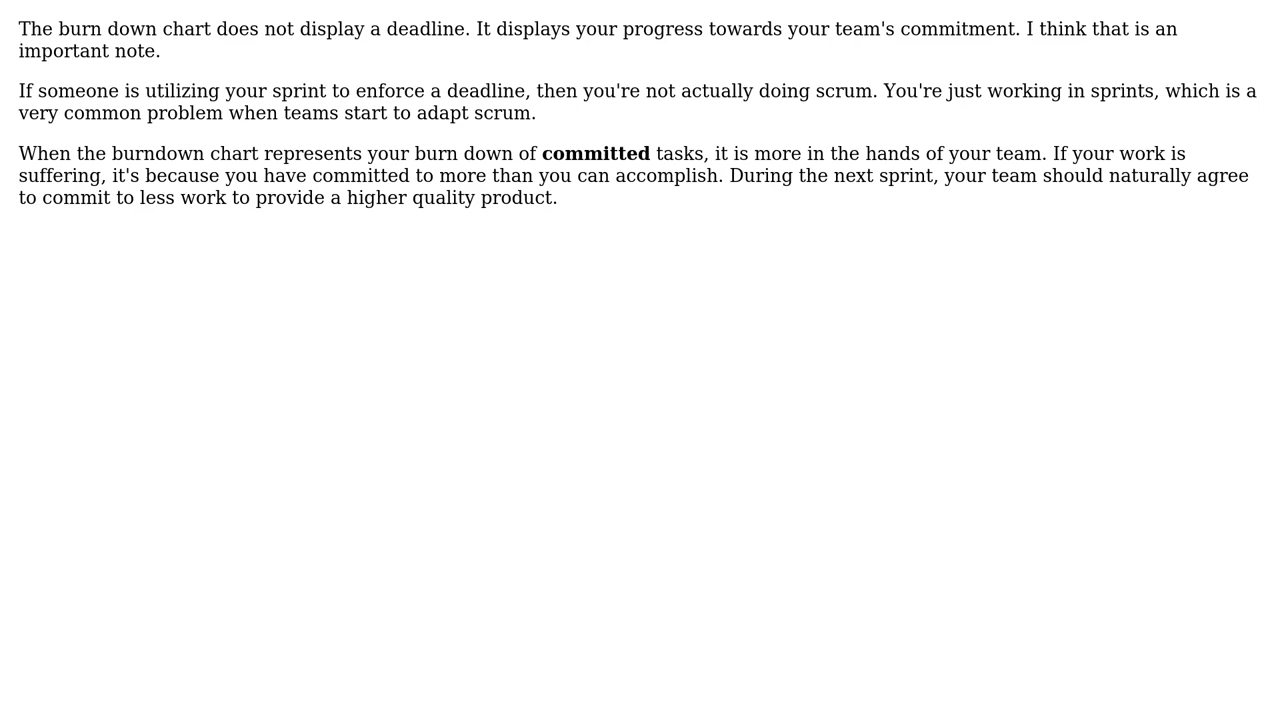 The burn down chart does not display a deadline. It displays your progress towards your team's commitment. I think that is an
important note.
If someone is utilizing your sprint to enforce a deadline, then you're not actually doing scrum. You're just working in sprints, which is a
very common problem when teams start to adapt scrum.
When the burndown chart represents your burn down of committed tasks, it is more in the hands of your team. If your work is
suffering, it's because you have committed to more than you can accomplish. During the next sprint, your team should naturally agree
to commit to less work to provide a higher quality product.